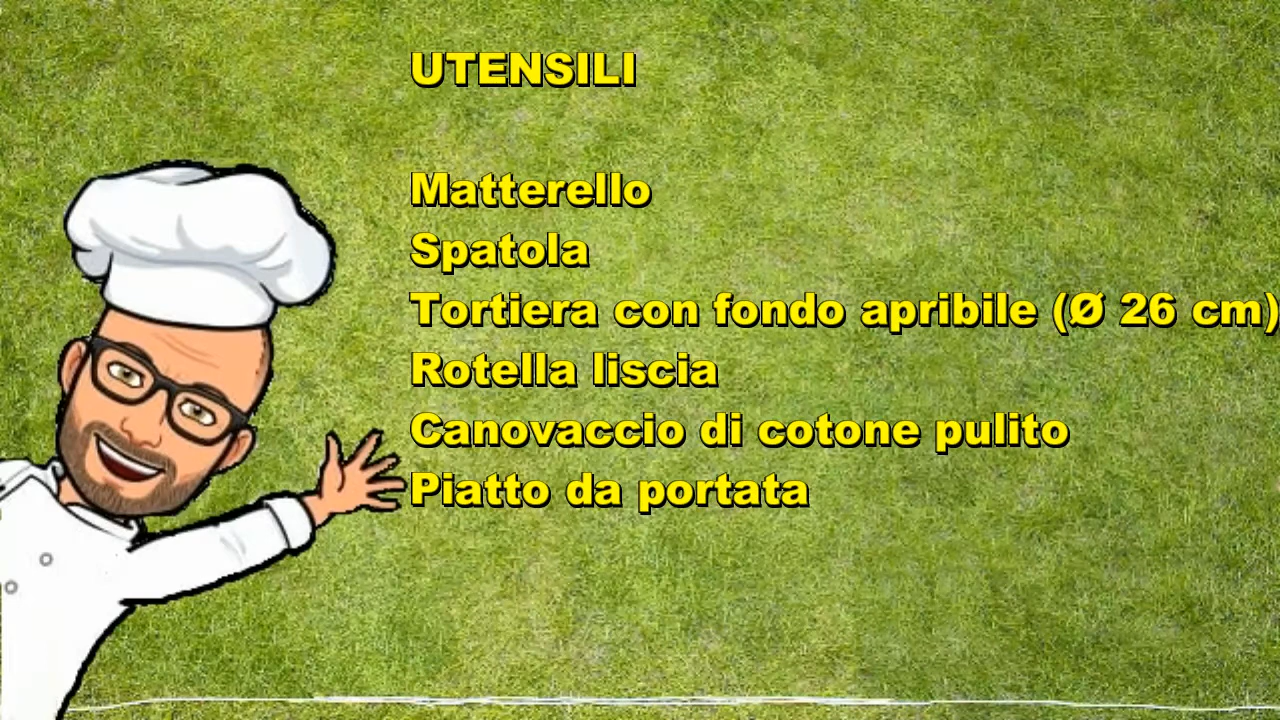 UTENSILI
Matterello
Spatola
Tortiera con fondo apribile (Ø 26 cm)
Rotella liscia
Canovaccio di cotone pulito
Piatto da portata